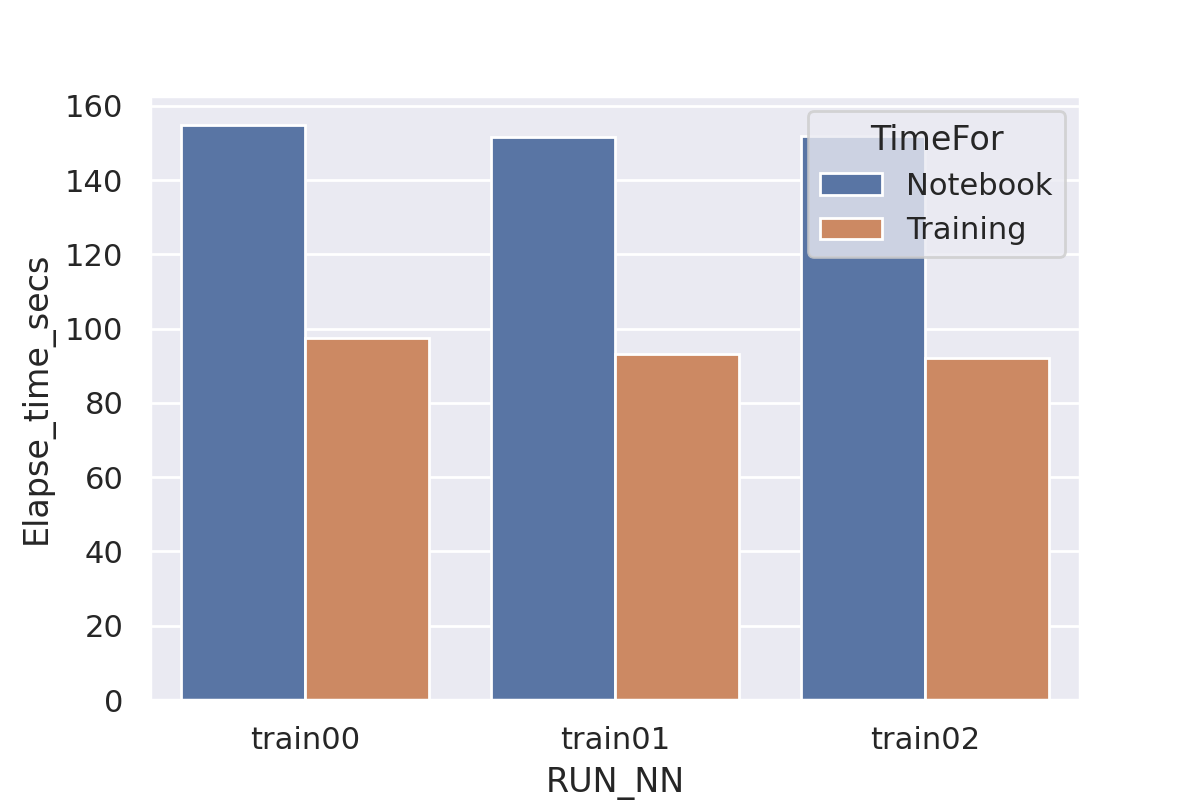 Elapse_time_secs
160
140
120
100
80
60
40
20
0
TimeFor
Notebook
Training
train00
train01
train02
RUN_NN